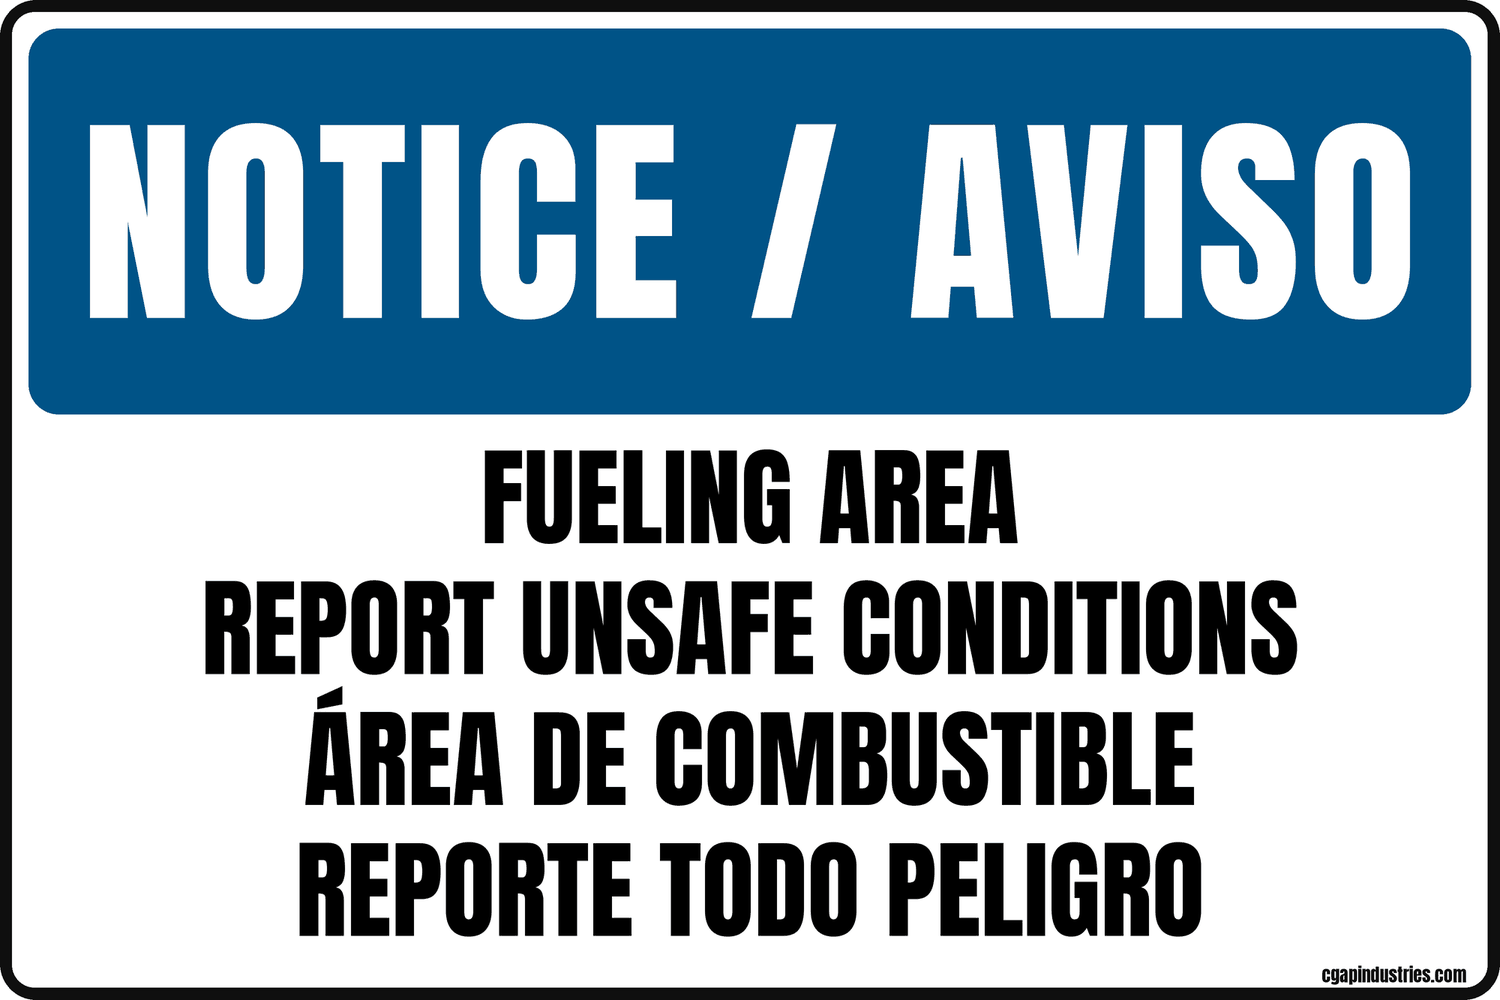 NOTICE / AVISO
FUELING AREA
REPORT UNSAFE CONDITIONS
ÁREA DE COMBUSTIBLE
REPORTE TODO PELIGRO
cgapindustries.com